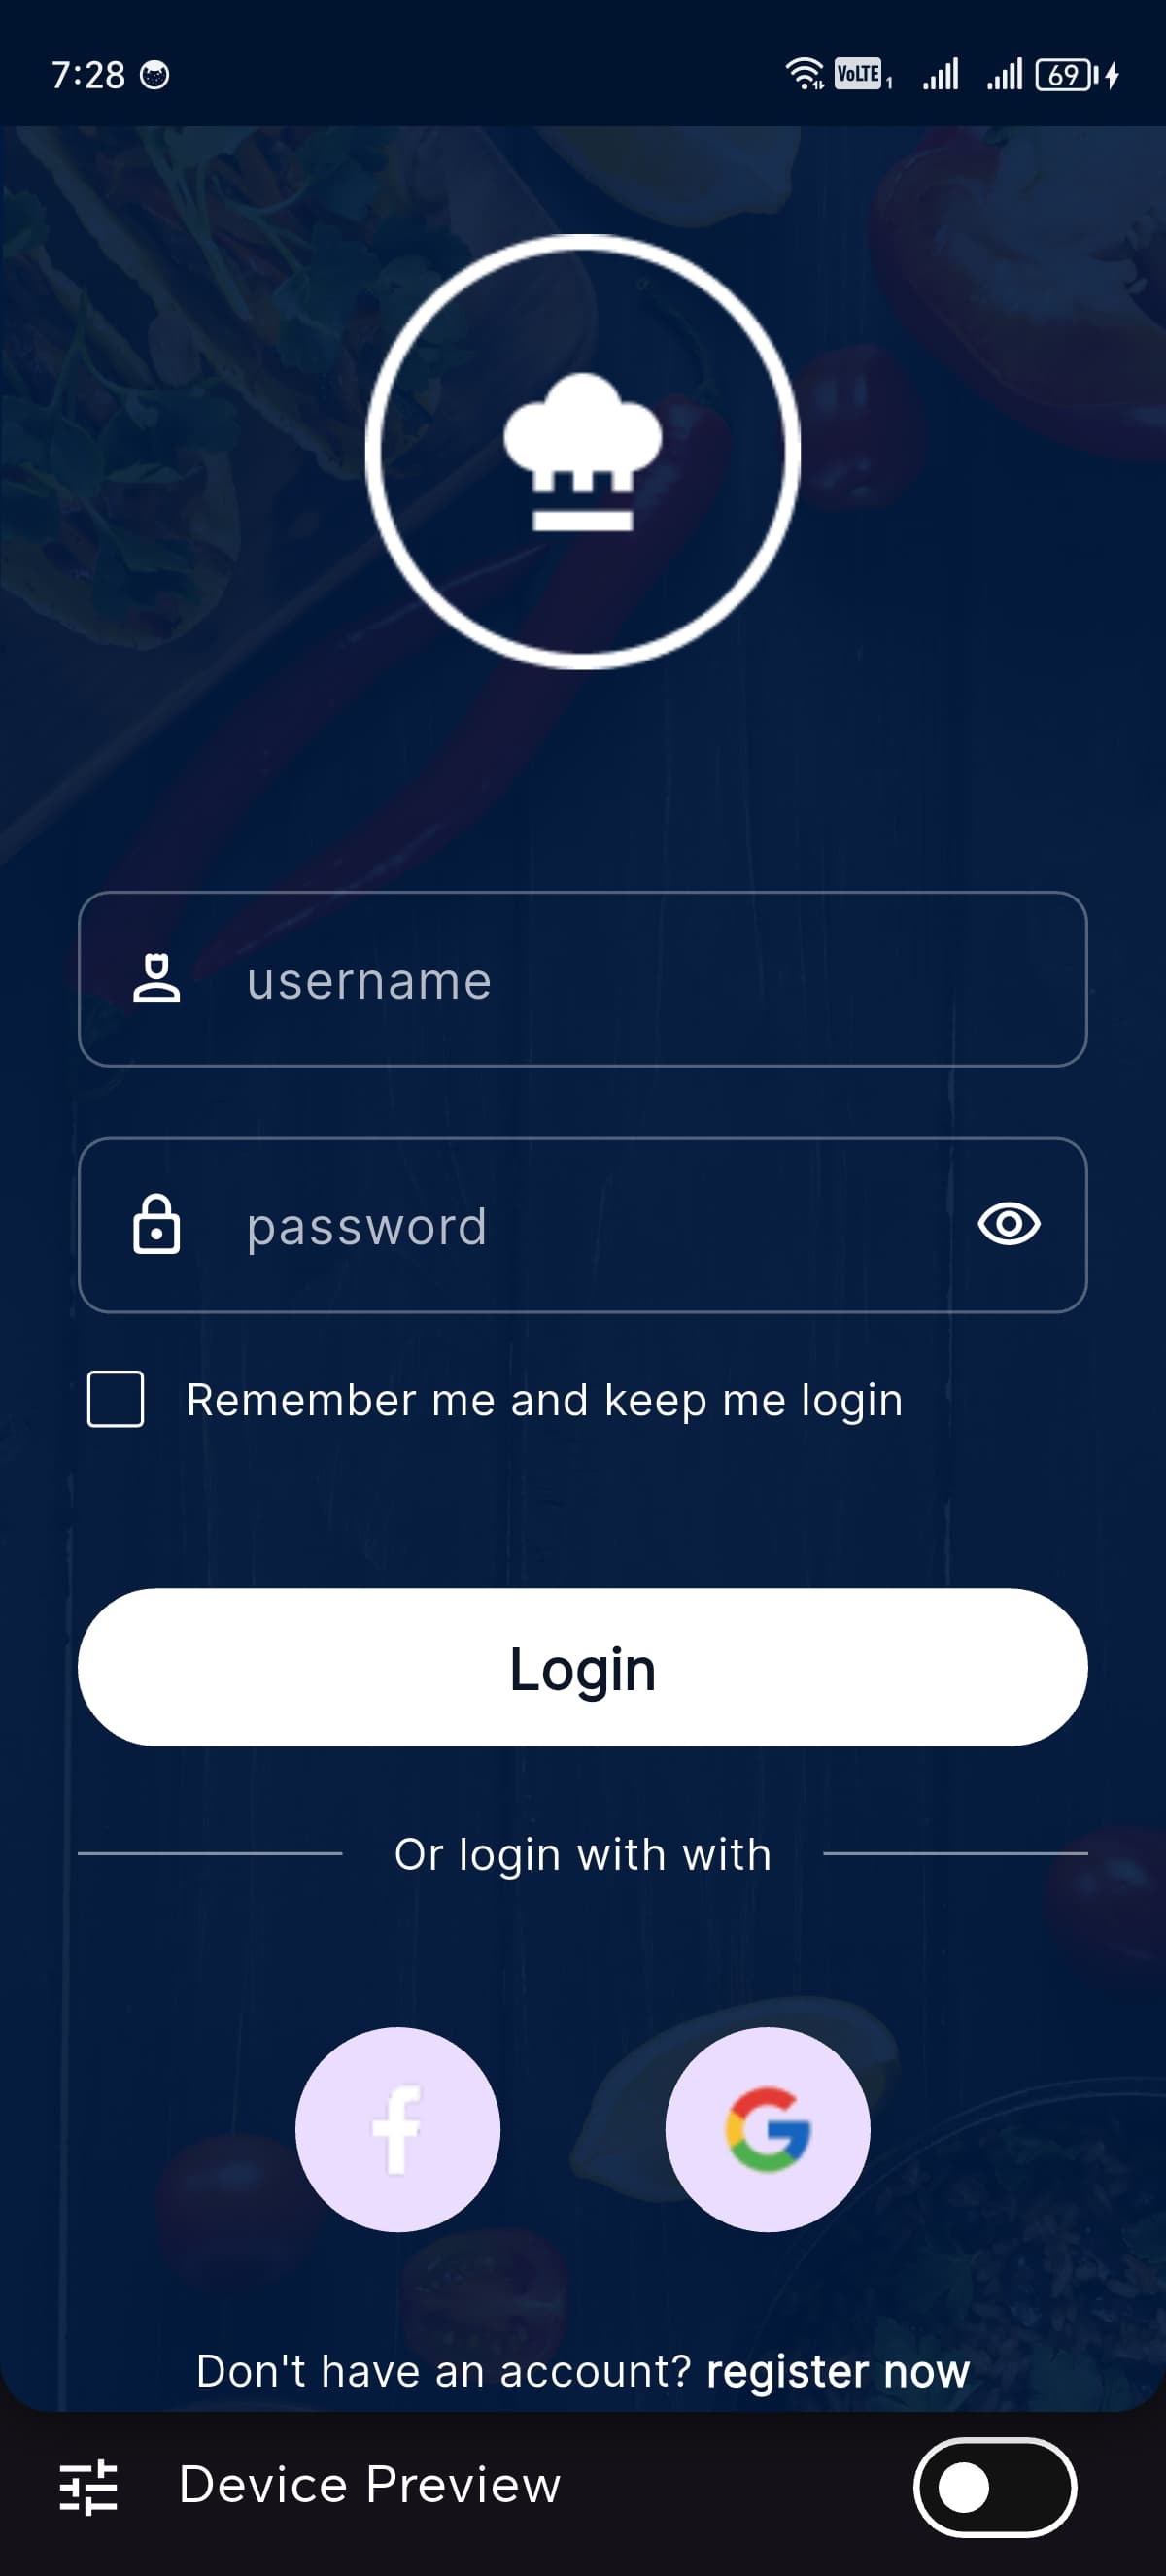 7:28 VoLTE 1 69
username
password
Remember me and keep me login
Login
Or login with with
Don't have an account? register now
Device Preview